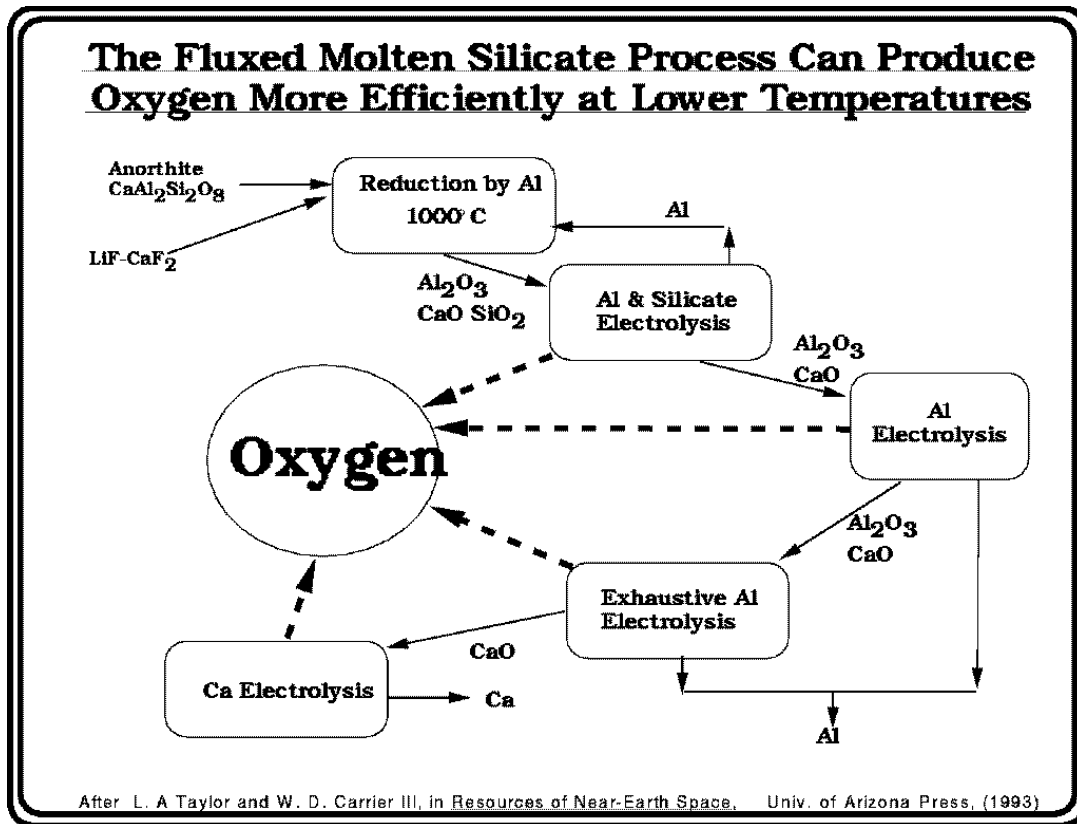 The Fluxed Molten Silicate Process Can Produce
Oxygen More Efficiently at Lower Temperatures
Anorthite
CaAl₂Si₂O₈
LiF-CaF₂
Reduction by Al
1000° C
Al
Al₂O₃
CaO SiO₂
Al & Silicate
Electrolysis
Al₂O₃
CaO
Al
Electrolysis
Oxygen
Al₂O₃
CaO
Exhaustive Al
Electrolysis
CaO
Ca Electrolysis
Ca
Al
After L. A Taylor and W. D. Carrier III, in Resources of Near-Earth Space, Univ. of Arizona Press, (1993)